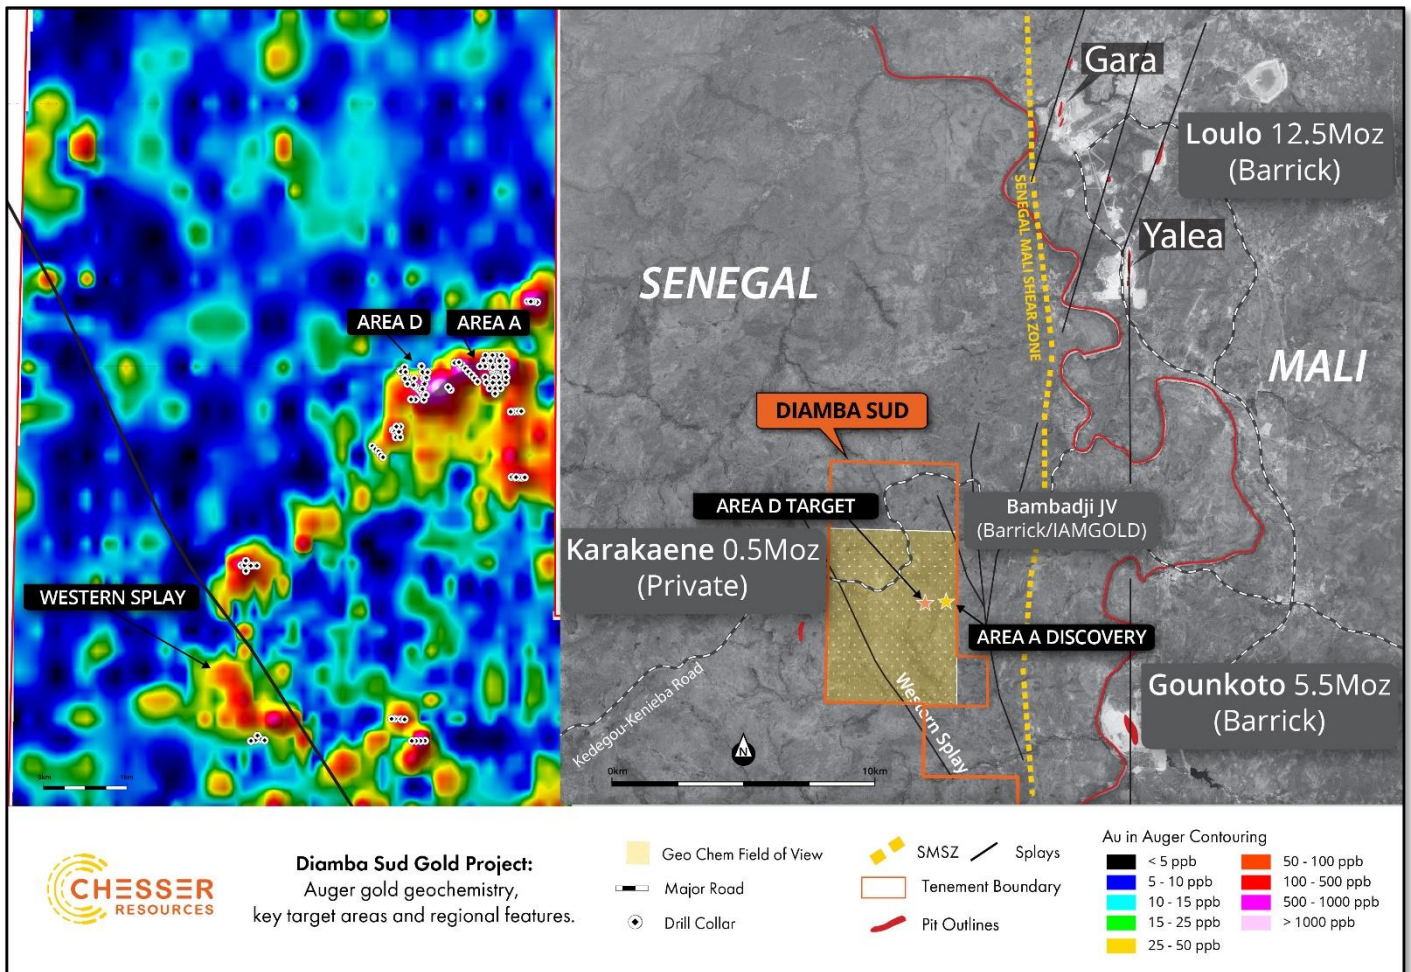 AREA D
AREA A
WESTERN SPLAY
0km
1km
Gara
Loulo 12.5Moz
(Barrick)
Yalea
SENEGAL MALI SHEAR ZONE
SENEGAL
MALI
DIAMBA SUD
AREA D TARGET
Bambadji JV
(Barrick/IAMGOLD)
Karakaene 0.5Moz
(Private)
AREA A DISCOVERY
Gounkoto 5.5Moz
(Barrick)
Kedegou-Kenieba Road
Western Splay
N
0km
10km
CHESSER
RESOURCES
Diamba Sud Gold Project:
Auger gold geochemistry,
key target areas and regional features.
Geo Chem Field of View
Major Road
Drill Collar
SMSZ
Splays
Tenement Boundary
Pit Outlines
Au in Auger Contouring
< 5 ppb
5 - 10 ppb
10 - 15 ppb
15 - 25 ppb
25 - 50 ppb
50 - 100 ppb
100 - 500 ppb
500 - 1000 ppb
> 1000 ppb